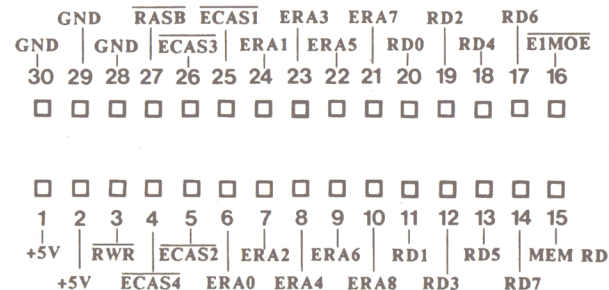 GND RASB ECAS1 ERA3 ERA7 RD2 RD6
GND GND ECAS3 ERA1 ERA5 RD0 RD4 E1MOE
30 29 28 27 26 25 24 23 22 21 20 19 18 17 16
1 2 3 4 5 6 7 8 9 10 11 12 13 14 15
+5V RWR ECAS2 ERA2 ERA6 RD1 RD5 MEM RD
+5V ECAS4 ERA0 ERA4 ERA8 RD3 RD7